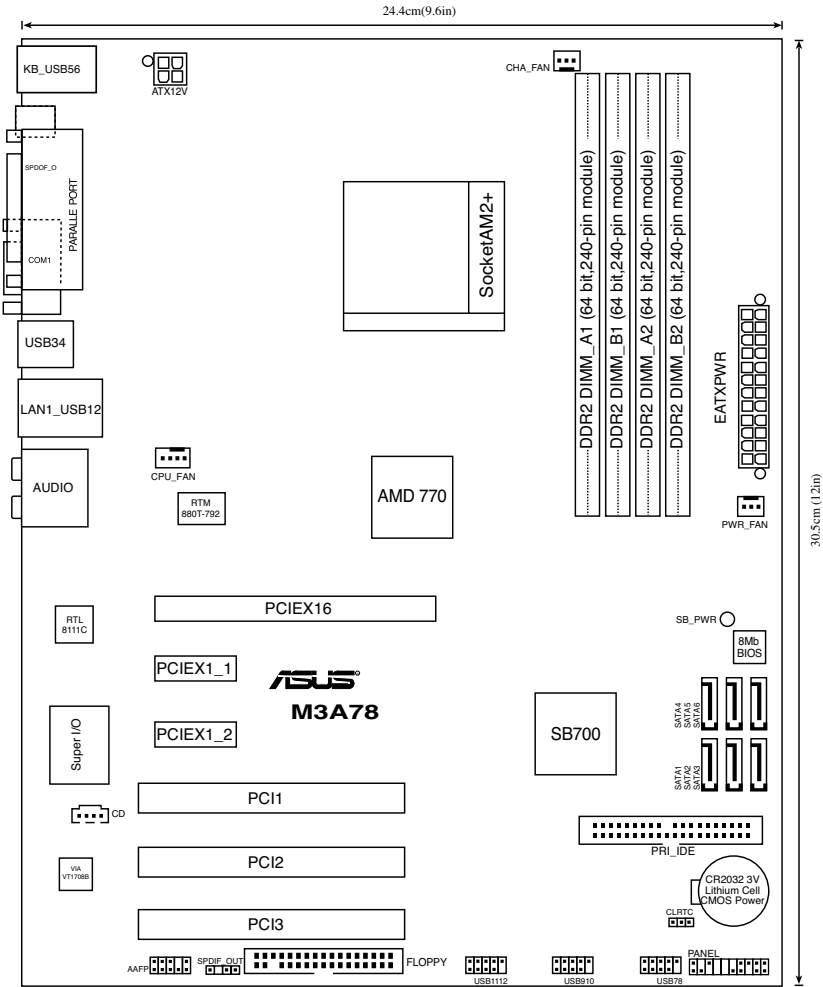 24.4cm(9.6in)
KB_USB56
ATX12V
CHA_FAN
SPDOF_O
PARALLE PORT
COM1
SocketAM2+
DDR2 DIMM_A1 (64 bit,240-pin module)
DDR2 DIMM_B1 (64 bit,240-pin module)
DDR2 DIMM_A2 (64 bit,240-pin module)
DDR2 DIMM_B2 (64 bit,240-pin module)
EATXPWR
USB34
LAN1_USB12
AUDIO
CPU_FAN
RTM
880T-792
AMD 770
PWR_FAN
30.5cm (12in)
PCIEX16
RTL
8111C
SB_PWR
8Mb
BIOS
PCIEX1_1
ASUS
M3A78
PCIEX1_2
Super I/O
SB700
SATA4
SATA5
SATA6
SATA1
SATA2
SATA3
PCI1
CD
PRI_IDE
PCI2
VIA
VT1708B
CR2032 3V
Lithium Cell
CMOS Power
CLRTC
PCI3
AAFP
SPDIF_OUT
FLOPPY
USB1112
USB910
USB78
PANEL